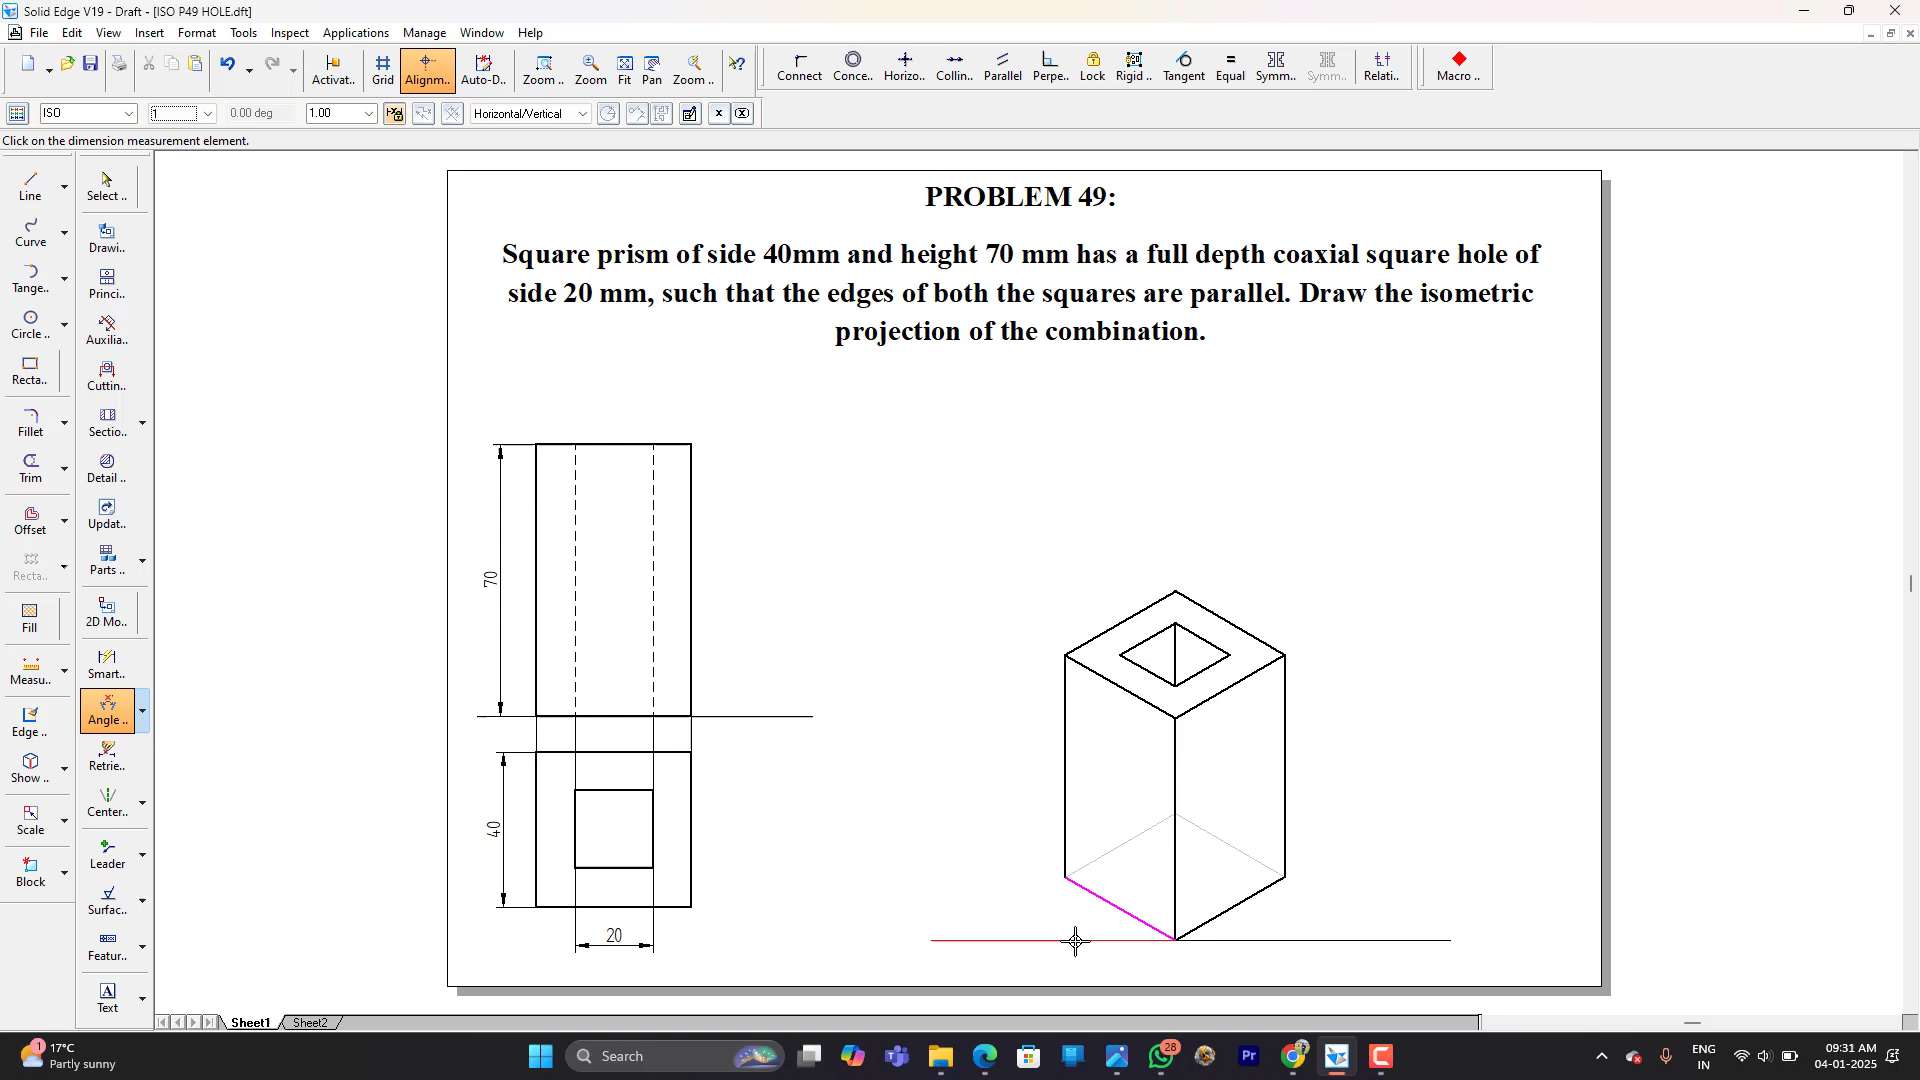 Solid Edge V19 - Draft - [ISO P49 HOLE.dft]
File Edit View Insert Format Tools Inspect Applications Manage Window Help
Activat.. Grid Alignm.. Auto-D.. Zoom .. Zoom Fit Pan Zoom .. Connect Conce.. Horizo.. Collin.. Parallel Perpe.. Lock Rigid .. Tangent Equal Symm.. Symm.. Relati.. Macro ..
ISO 1 0.00 deg 1.00 Horizontal/Vertical
Click on the dimension measurement element.
Line Select ..
Curve Drawi..
Tange.. Princi..
Circle .. Auxilia..
Recta.. Cuttin..
Fillet Sectio..
Trim Detail ..
Offset Updat..
Recta.. Parts ..
Fill 2D Mo..
Measu.. Smart..
Edge .. Angle ..
Show .. Retrie..
Scale Center..
Block Leader
Surfac..
Featur..
Text
PROBLEM 49:
Square prism of side 40mm and height 70 mm has a full depth coaxial square hole of
side 20 mm, such that the edges of both the squares are parallel. Draw the isometric
projection of the combination.
70
40
20
Sheet1 Sheet2
1
17°C
Partly sunny
Search
28
Pr
ENG
IN
09:31 AM
04-01-2025